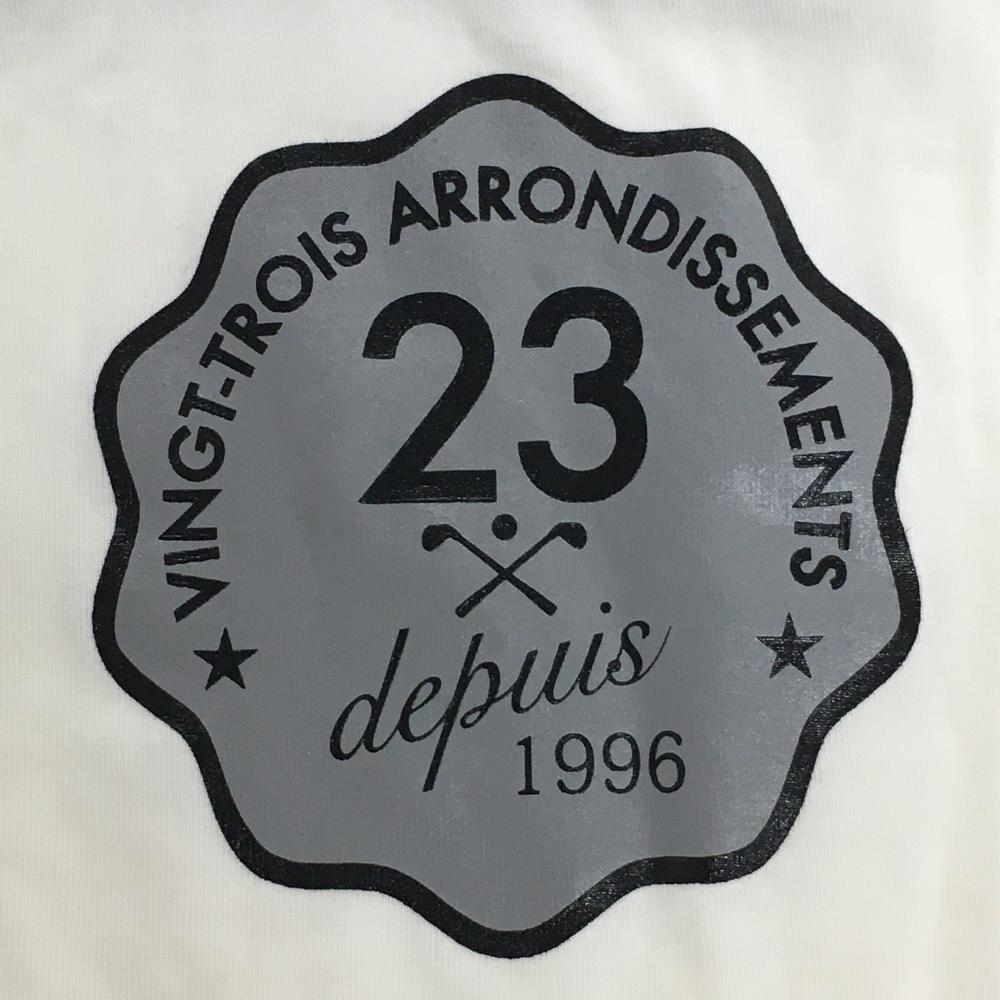 VINGT-TROIS ARRONDISSEMENTS
23
depuis
1996